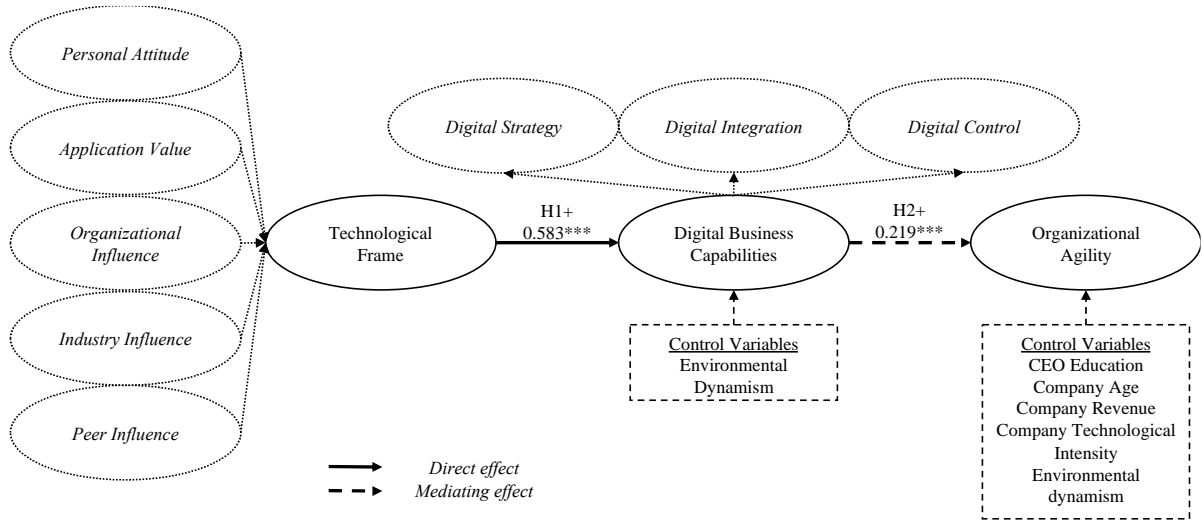 Personal Attitude
Application Value
Organizational
Influence
Industry Influence
Peer Influence
Technological
Frame
H1+
0.583***
Digital Strategy
Digital Integration
Digital Control
Digital Business
Capabilities
H2+
0.219***
Organizational
Agility
Control Variables
Environmental
Dynamism
Control Variables
CEO Education
Company Age
Company Revenue
Company Technological
Intensity
Environmental
dynamism
Direct effect
Mediating effect